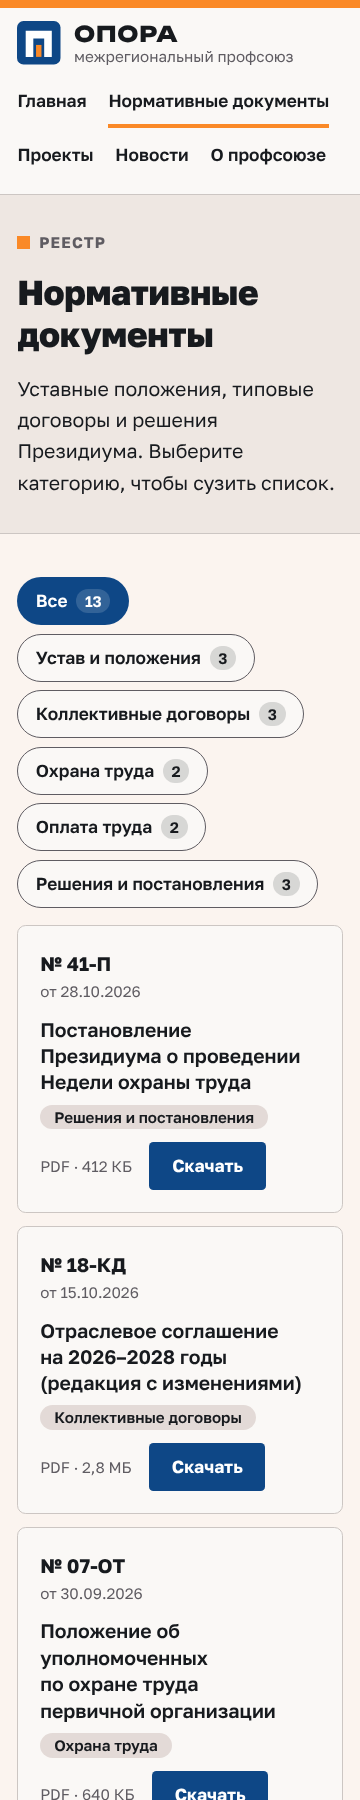 ОПОРА
межрегиональный профсоюз
Главная Нормативные документы
Проекты Новости О профсоюзе
РЕЕСТР
Нормативные
документы
Уставные положения, типовые
договоры и решения
Президиума. Выберите
категорию, чтобы сузить список.
Все 13
Устав и положения 3
Коллективные договоры 3
Охрана труда 2
Оплата труда 2
Решения и постановления 3
№ 41-П
от 28.10.2026
Постановление
Президиума о проведении
Недели охраны труда
Решения и постановления
PDF · 412 КБ Скачать
№ 18-КД
от 15.10.2026
Отраслевое соглашение
на 2026–2028 годы
(редакция с изменениями)
Коллективные договоры
PDF · 2,8 МБ Скачать
№ 07-ОТ
от 30.09.2026
Положение об
уполномоченных
по охране труда
первичной организации
Охрана труда
PDF · 640 КБ Скачать